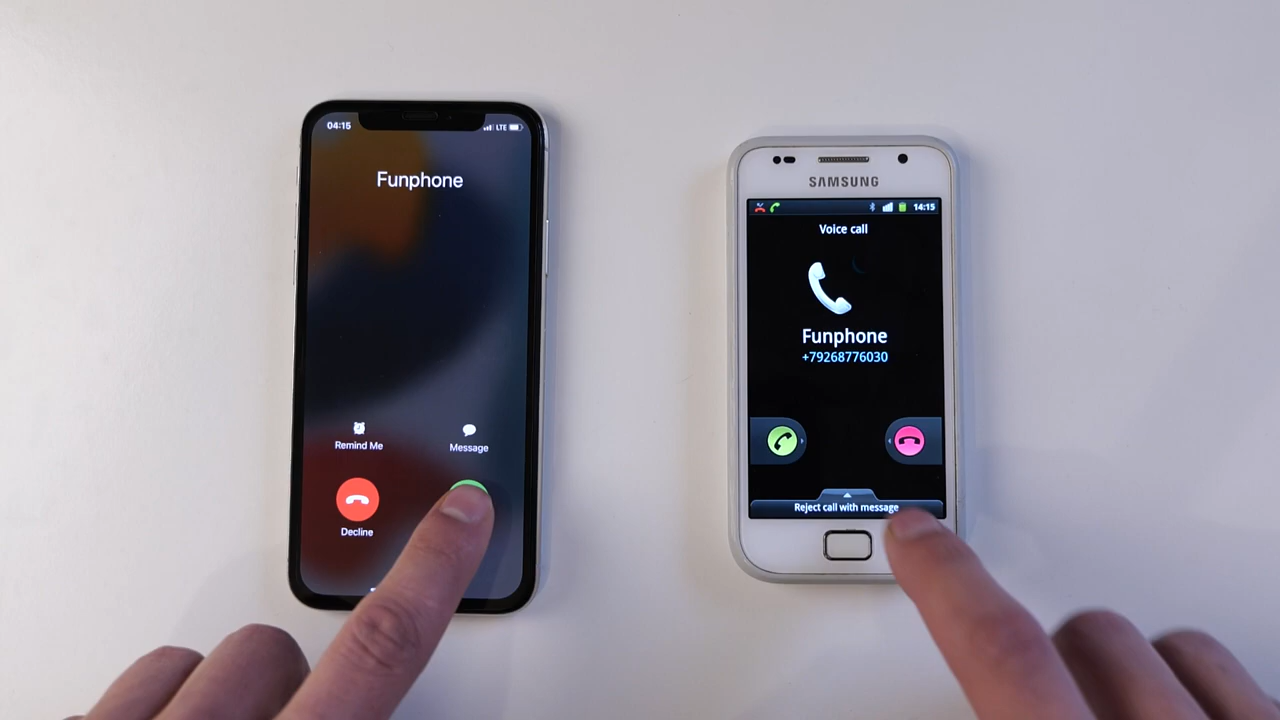 04:15
LTE
Funphone
Remind Me
Message
Decline
SAMSUNG
14:15
Voice call
Funphone
+79268776030
Reject call with message